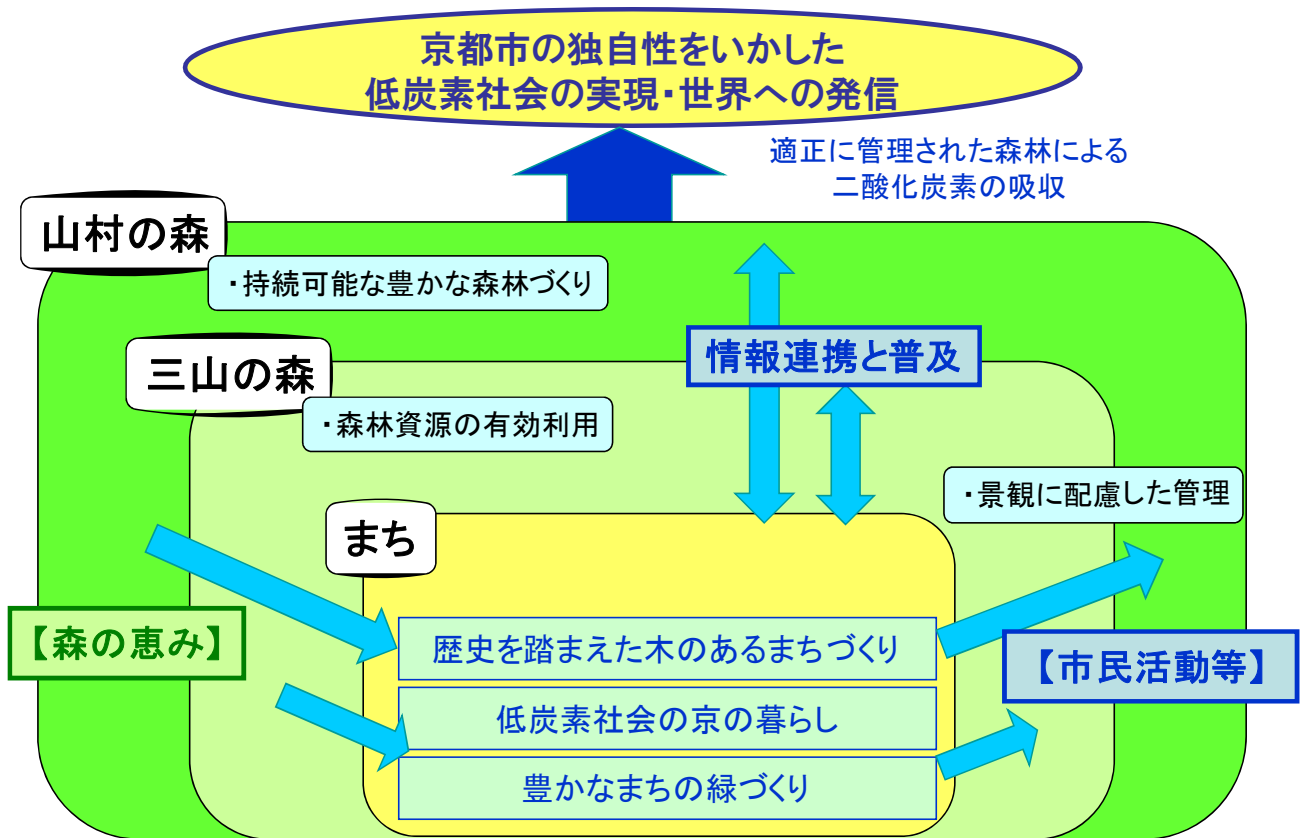 京都市の独自性をいかした
低炭素社会の実現・世界への発信
適正に管理された森林による
二酸化炭素の吸収
山村の森
・持続可能な豊かな森林づくり
三山の森
情報連携と普及
・森林資源の有効利用
・景観に配慮した管理
まち
【森の恵み】
歴史を踏まえた木のあるまちづくり
【市民活動等】
低炭素社会の京の暮らし
豊かなまちの緑づくり